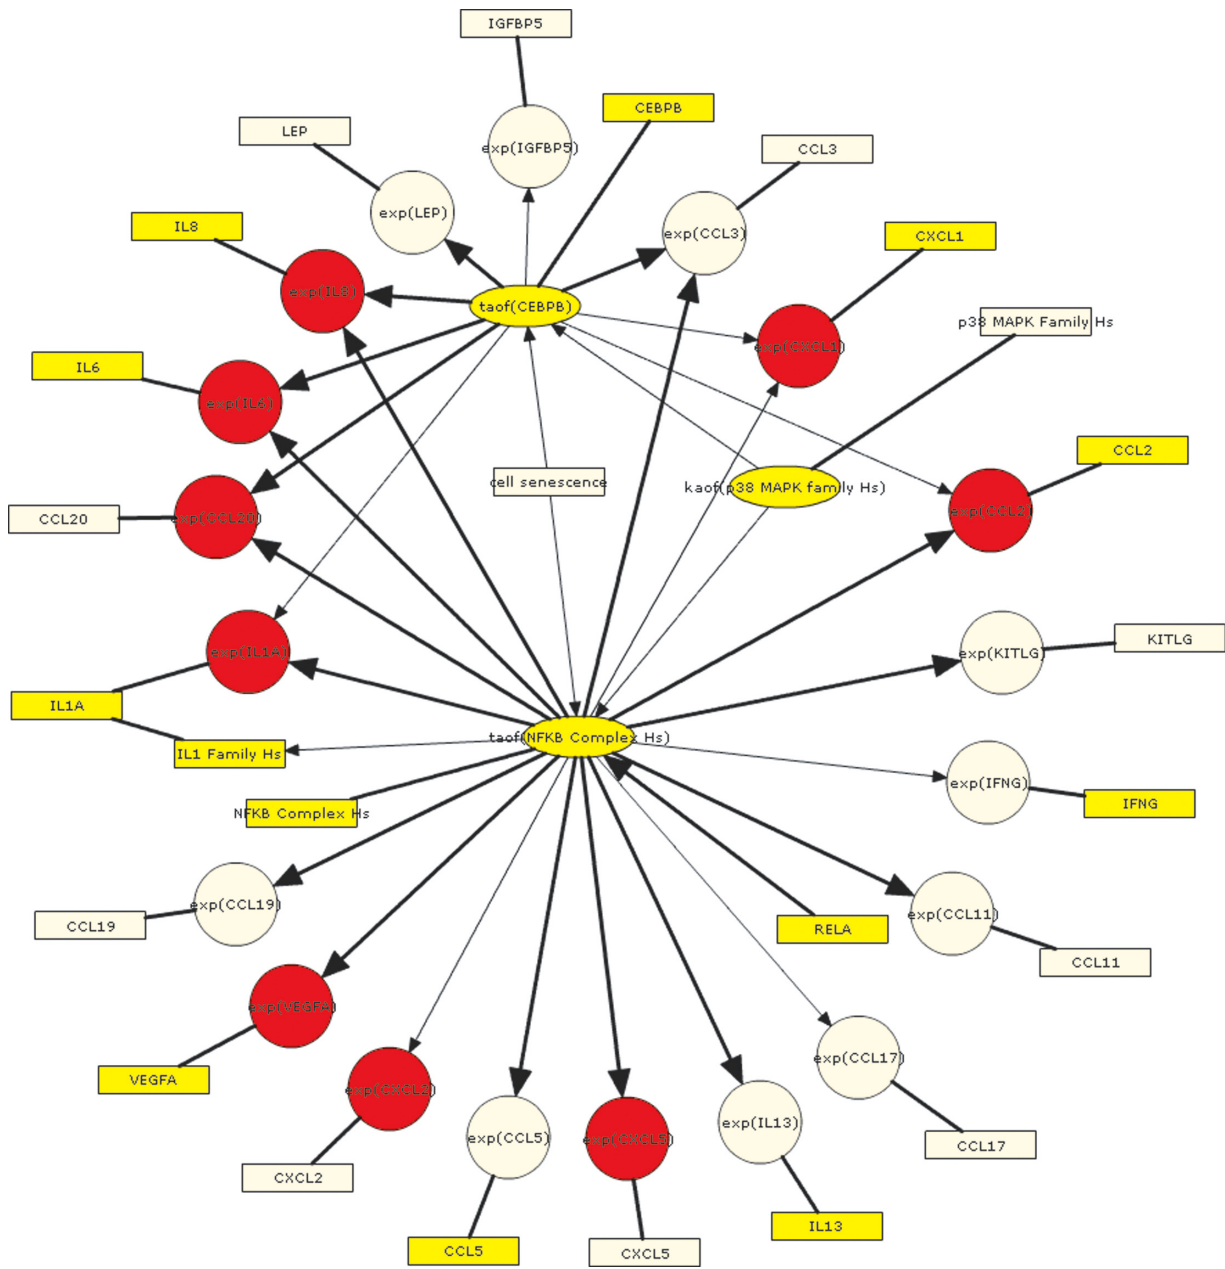 IGFBP5
CEBPB
LEP
exp(IGFBP5)
CCL3
exp(LEP)
IL8
exp(CCL3)
CXCL1
exp(IL8)
taof(CEBPB)
p38 MAPK Family Hs
exp(CXCL1)
IL6
exp(IL6)
CCL2
cell senescence
kaof(p38 MAPK family Hs)
exp(CCL2)
CCL20
exp(CCL20)
KITLG
exp(IL1A)
exp(KITLG)
IL1A
taof(NFKB Complex Hs)
IL1 Family Hs
exp(IFNG)
IFNG
NFKB Complex Hs
exp(CCL19)
exp(CCL11)
CCL19
RELA
CCL11
exp(VEGFA)
exp(CCL17)
VEGFA
exp(CXCL2)
exp(IL13)
exp(CCL5)
exp(CXCL5)
CCL17
CXCL2
IL13
CCL5
CXCL5